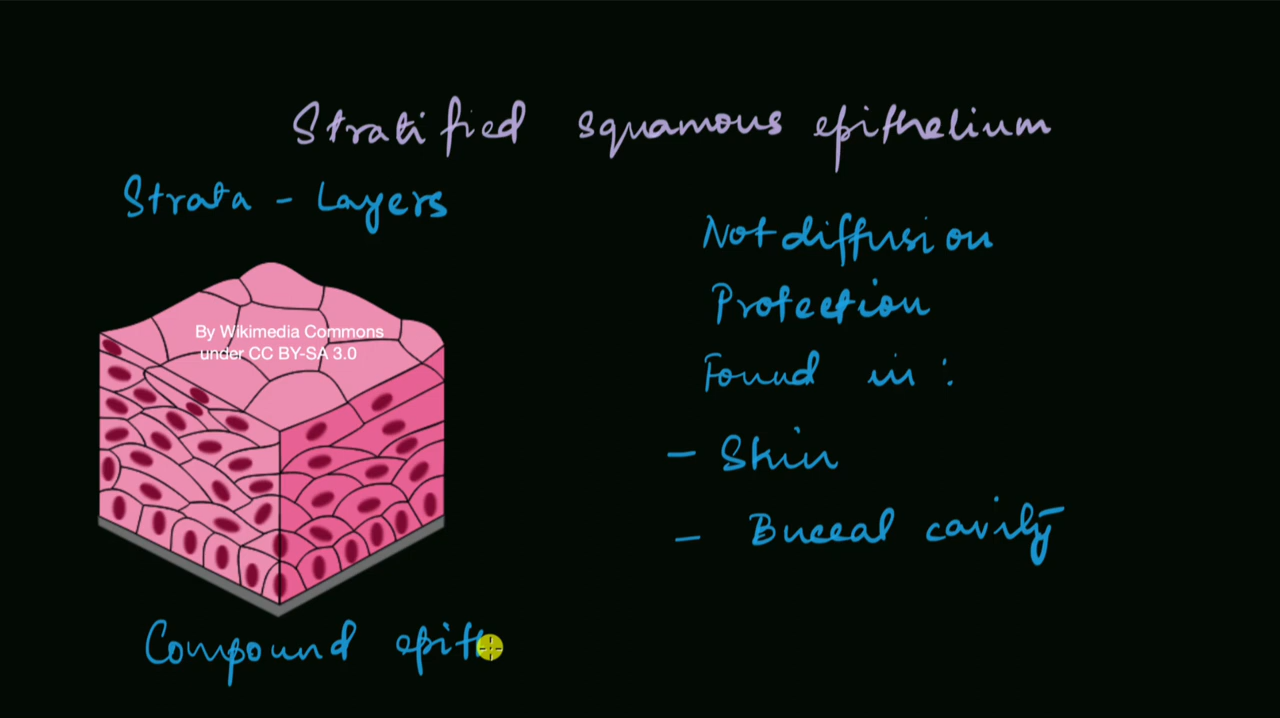 Stratified squamous epithelium
Strata - Layers
By Wikimedia Commons
under CC BY-SA 3.0
Compound epith
Not diffusion
Protection
Found in :
- Skin
- Buccal cavity